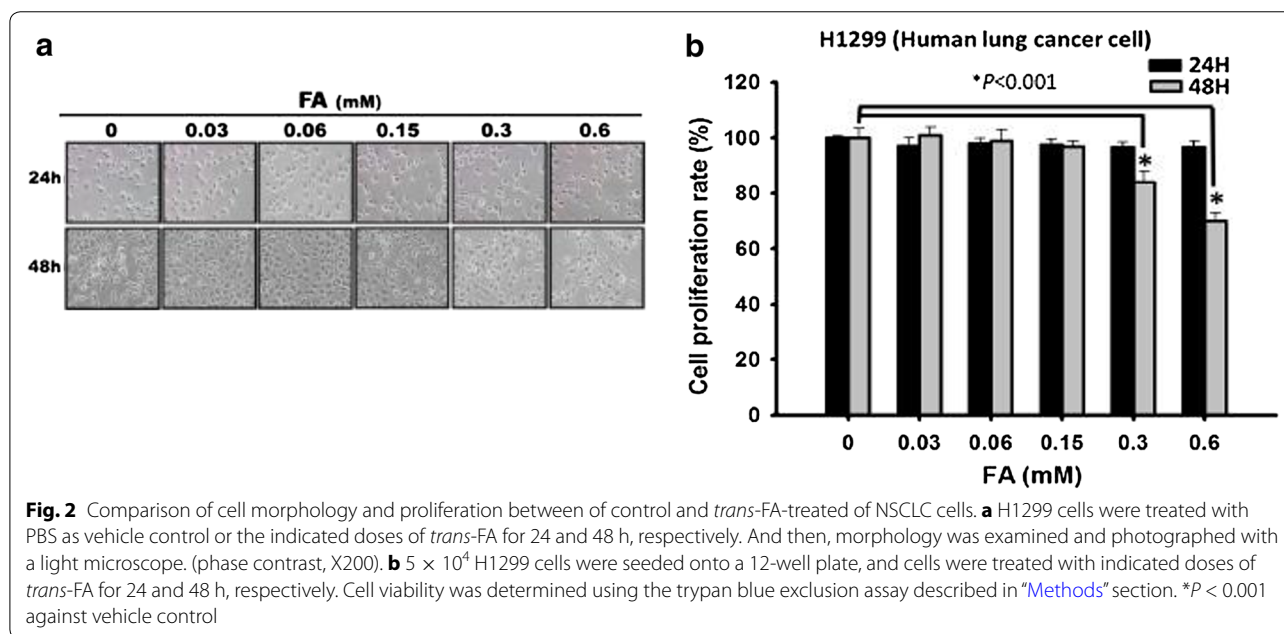 a
FA (mM)
0 0.03 0.06 0.15 0.3 0.6
24h
48h
b
H1299 (Human lung cancer cell)
24H
48H
*P<0.001
Cell proliferation rate (%)
120
100
80
60
40
20
0
*
*
0 0.03 0.06 0.15 0.3 0.6
FA (mM)
Fig. 2 Comparison of cell morphology and proliferation between of control and trans-FA-treated of NSCLC cells. a H1299 cells were treated with
PBS as vehicle control or the indicated doses of trans-FA for 24 and 48 h, respectively. And then, morphology was examined and photographed with
a light microscope. (phase contrast, X200). b 5 × 10⁴ H1299 cells were seeded onto a 12-well plate, and cells were treated with indicated doses of
trans-FA for 24 and 48 h, respectively. Cell viability was determined using the trypan blue exclusion assay described in “Methods” section. *P < 0.001
against vehicle control